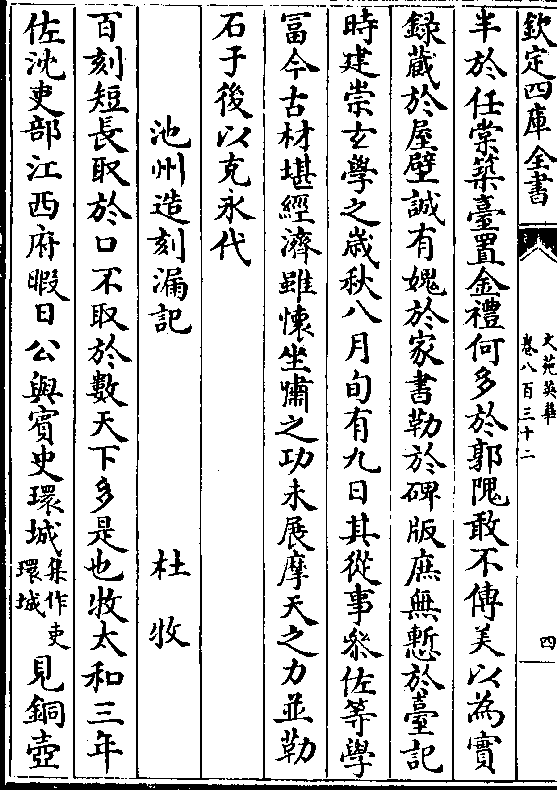 欽定四庫全書
文苑英華
卷八百三十二
四
半於任棠築臺置金禮何多於郭隗敢不傳美以為實
録蔵於屋壁誠有媿於家書勒於碑版庶無慙於臺記
時建崇𤣥學之歳秋八月旬有九日其從事叅佐等學
冨今古材堪經濟雖懐坐嘯之功未展摩天之力並勒
石于後以克永代
池州造刻漏記
杜牧
百刻短長取於口不取於數天下多是也牧太和三年
佐沈吏部江西府暇日公與賔吏環城集作吏環城見銅壺